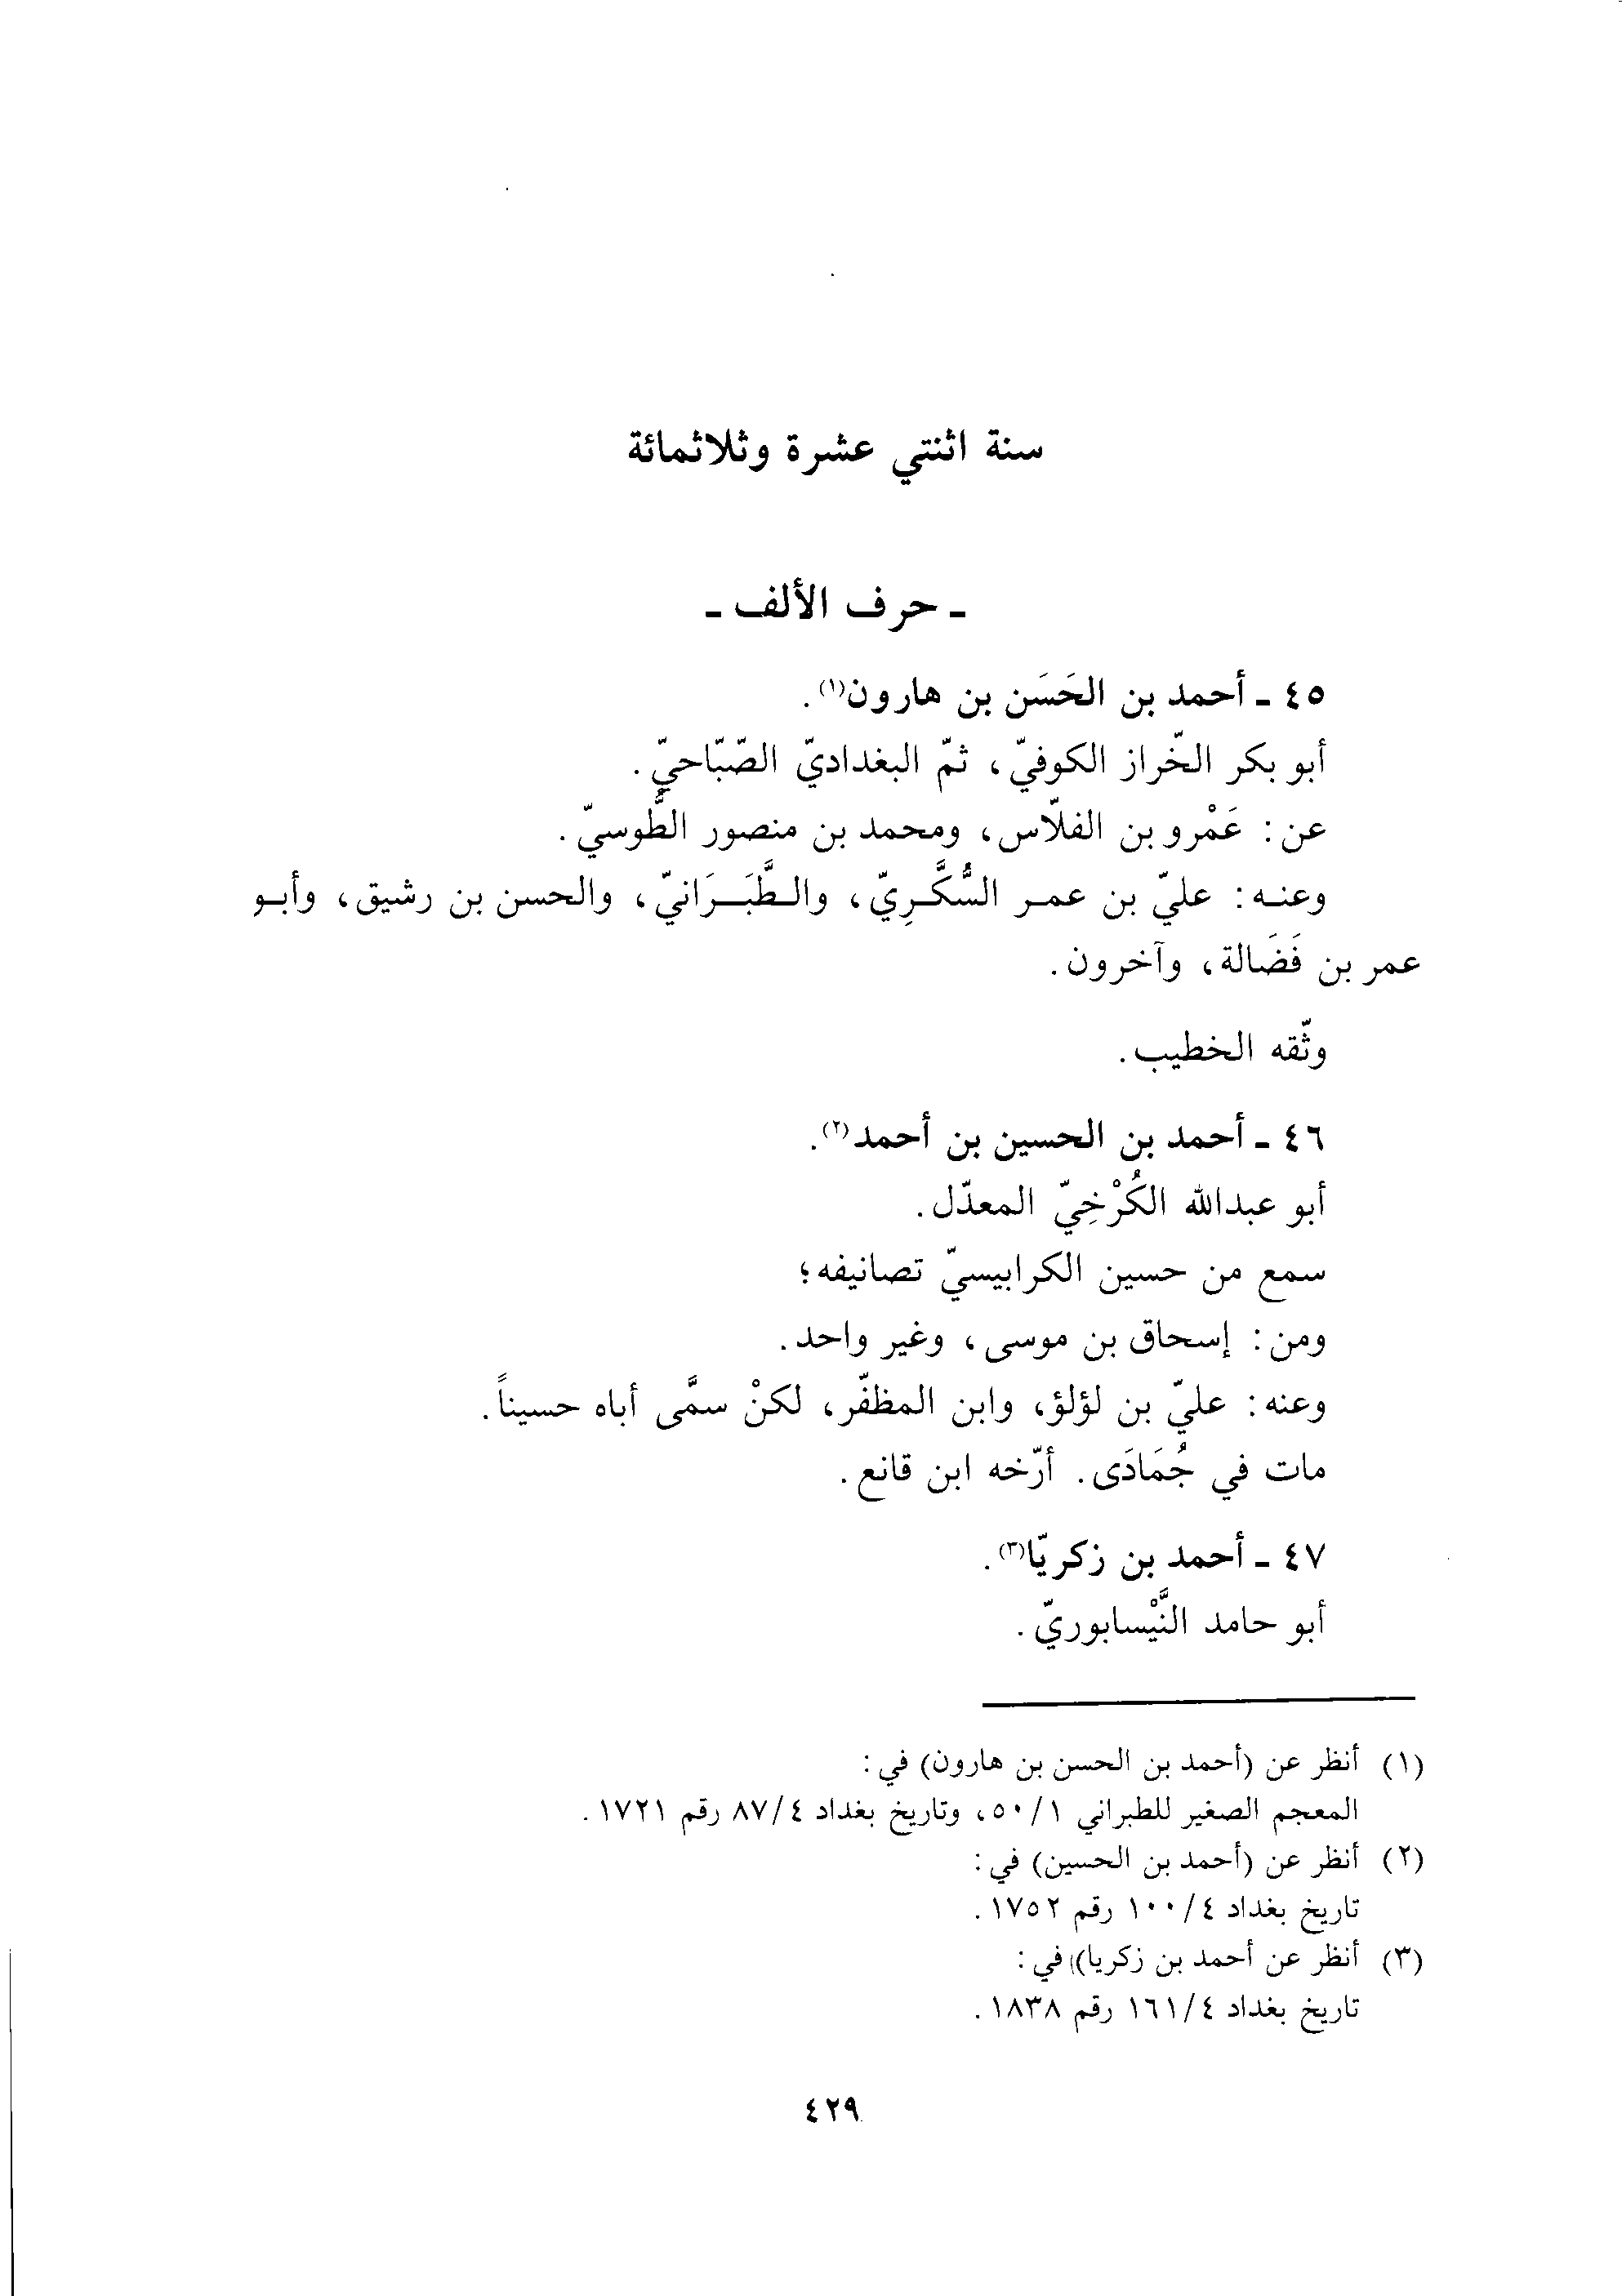 سنة اثنتي عشرة وثلاثمائة
ـ حرف الألف ـ
٤٥ ـ أحمد بن الحَسَن بن هارون(١).
أبو بكر الخّراز الكوفيّ، ثمّ البغداديّ الصّبّاحيّ.
عن: عَمْرو بن الفلّاس، ومحمد بن منصور الطُّوسيّ.
وعنه: عليّ بن عمر السُّكَّرِيّ، والطَّبَرَانيّ، والحسن بن رشيق، وأبو
عمر بن فَضَالة، وآخرون.
وثّقه الخطيب.
٤٦ ـ أحمد بن الحسين بن أحمد(٢).
أبو عبدالله الكُرْخِيّ المعدّل.
سمع من حسين الكرابيسيّ تصانيفه؛
ومن: إسحاق بن موسى، وغير واحد.
وعنه: عليّ بن لؤلؤ، وابن المظفّر، لكنْ سمَّى أباه حسيناً.
مات في جُمَادَى. أرّخه ابن قانع.
٤٧ ـ أحمد بن زكريّا(٣).
أبو حامد النَّيْسابوريّ.
(١) أنظر عن (أحمد بن الحسن بن هارون) في:
المعجم الصغير للطبراني ٥٠/١، وتاريخ بغداد ٨٧/٤ رقم ١٧٢١.
(٢) أنظر عن (أحمد بن الحسين) في:
تاريخ بغداد ١٠٠/٤ رقم ١٧٥٢.
(٣) أنظر عن أحمد بن زكريا)) في:
تاريخ بغداد ١٦١/٤ رقم ١٨٣٨.
٤٢٩